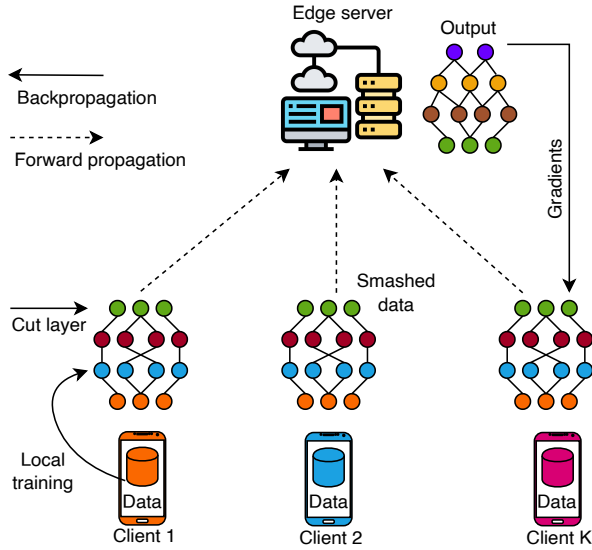 Edge server
Output
Backpropagation
Forward propagation
Gradients
Smashed
data
Cut layer
Local
training
Data
Data
Data
Client 1
Client 2
Client K